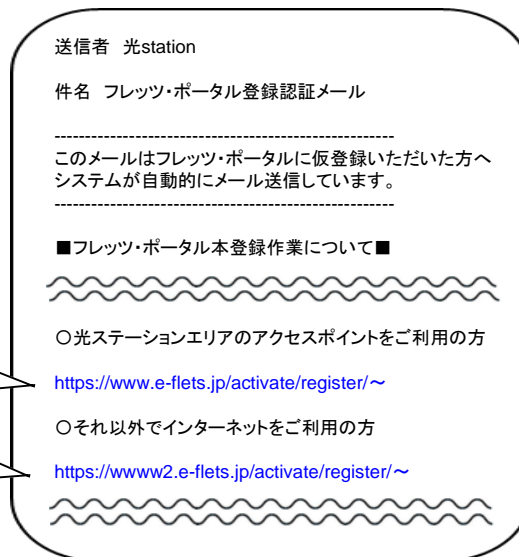 送信者 光station
件名 フレッツ・ポータル登録認証メール
--------------------------------------------------------
このメールはフレッツ・ポータルに仮登録いただいた方へ
システムが自動的にメール送信しています。
--------------------------------------------------------
■フレッツ・ポータル本登録作業について■
〇光ステーションエリアのアクセスポイントをご利用の方
https://www.e-flets.jp/activate/register/～
〇それ以外でインターネットをご利用の方
https://wwww2.e-flets.jp/activate/register/～